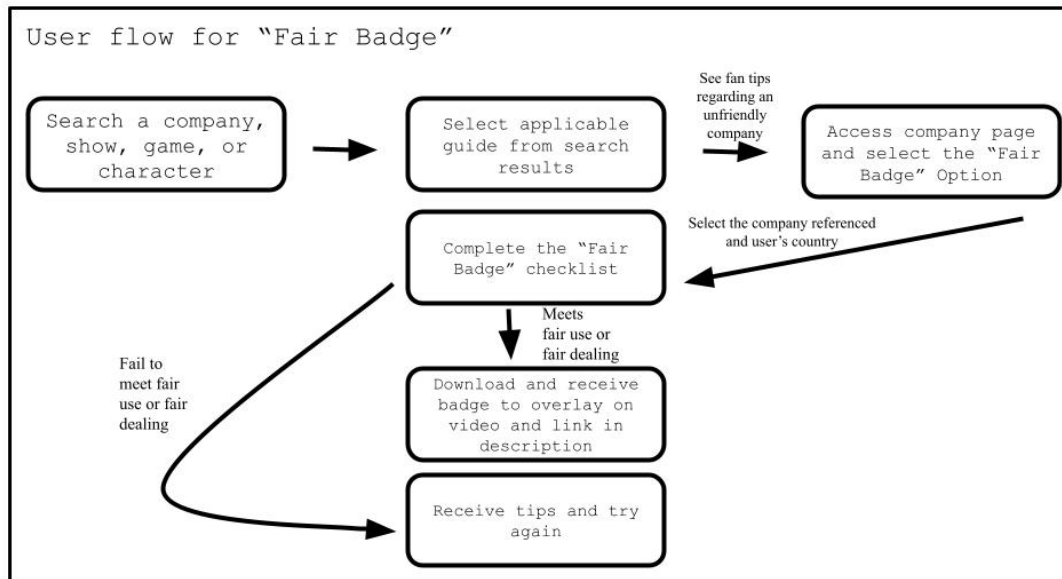 User flow for “Fair Badge”
Search a company,
show, game, or
character
Select applicable
guide from search
results
See fan tips
regarding an
unfriendly
company
Access company page
and select the “Fair
Badge” Option
Select the company referenced
and user’s country
Complete the “Fair
Badge” checklist
Meets
fair use or
fair dealing
Fail to
meet fair
use or fair
dealing
Download and receive
badge to overlay on
video and link in
description
Receive tips and try
again